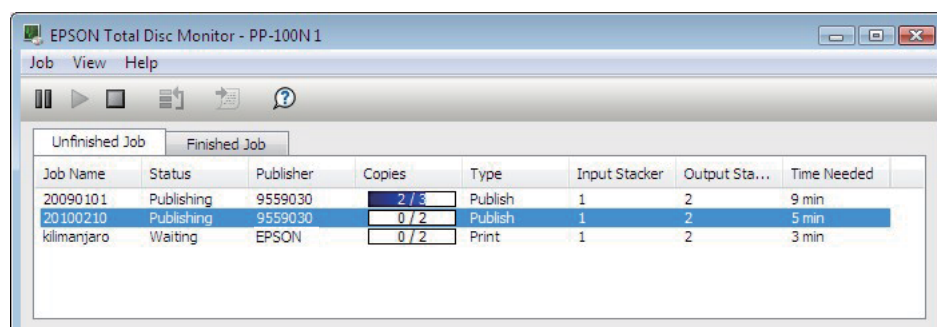 EPSON Total Disc Monitor - PP-100N 1
Job View Help
Unfinished Job Finished Job
Job Name Status Publisher Copies Type Input Stacker Output Sta... Time Needed
20090101 Publishing 9559030 2 / 3 Publish 1 2 9 min
20100210 Publishing 9559030 0 / 2 Publish 1 2 5 min
kilimanjaro Waiting EPSON 0 / 2 Print 1 2 3 min